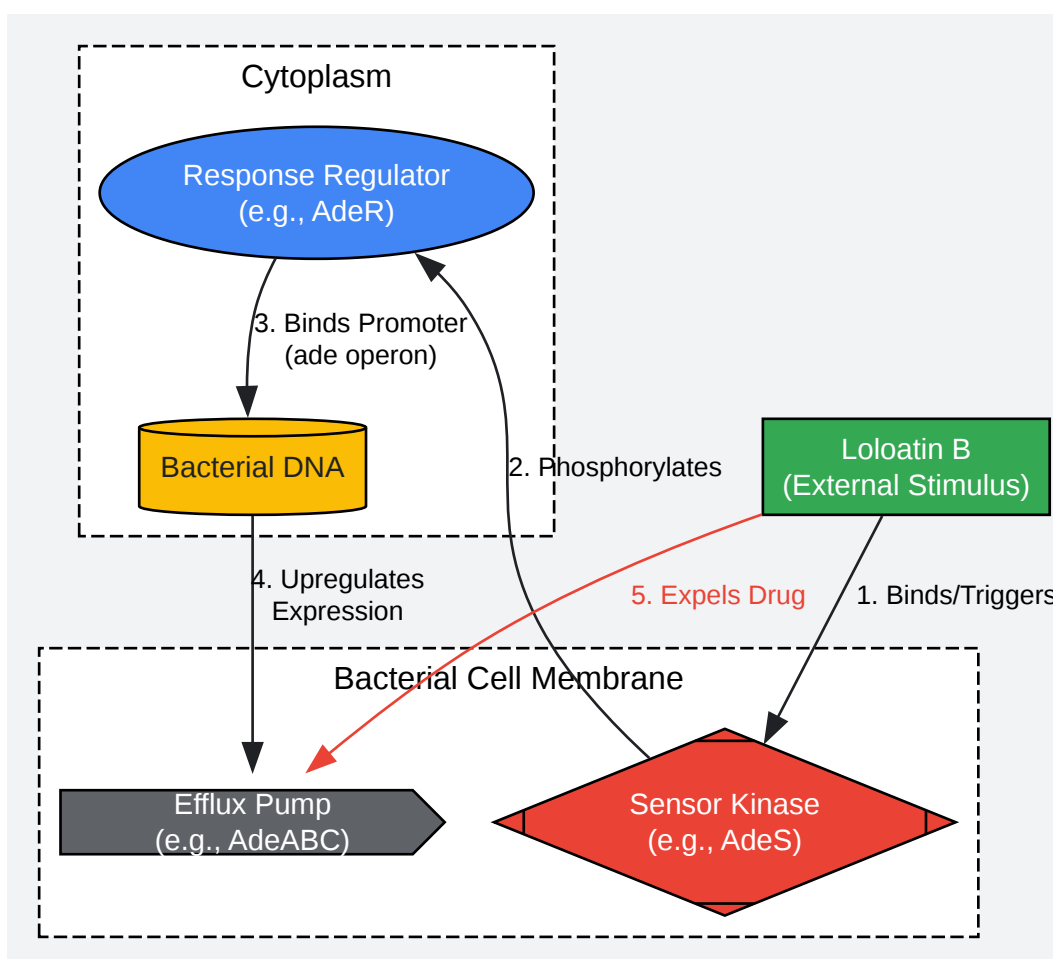 Cytoplasm
Response Regulator
(e.g., AdeR)
3. Binds Promoter
(ade operon)
Bacterial DNA
2. Phosphorylates
Loloatin B
(External Stimulus)
4. Upregulates
Expression
5. Expels Drug
1. Binds/Triggers
Bacterial Cell Membrane
Efflux Pump
(e.g., AdeABC)
Sensor Kinase
(e.g., AdeS)